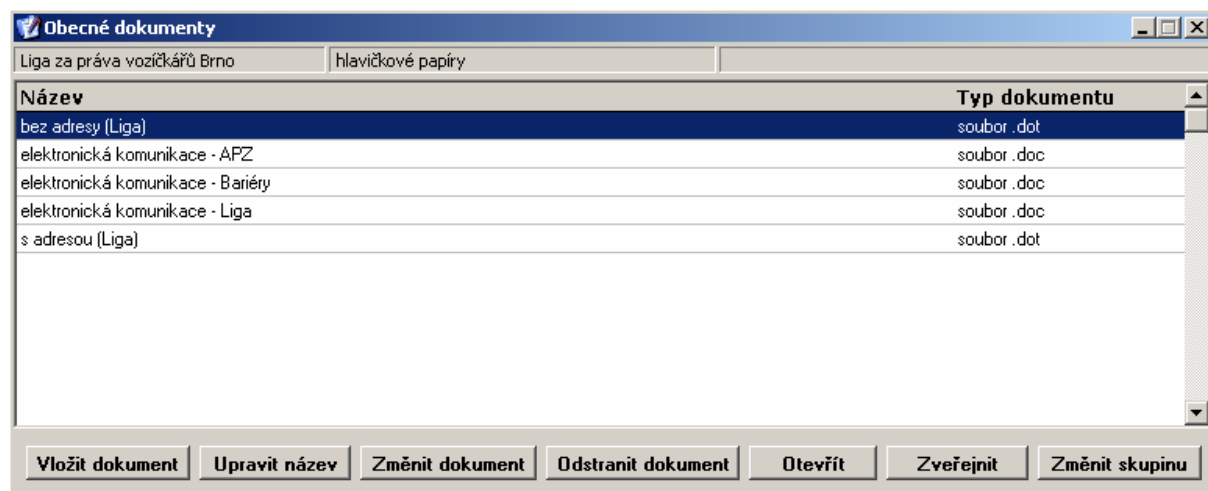 Obecné dokumenty
Liga za práva vozíčkářů Brno hlavičkové papíry
Název Typ dokumentu
bez adresy (Liga) soubor .dot
elektronická komunikace - APZ soubor .doc
elektronická komunikace - Bariéry soubor .doc
elektronická komunikace - Liga soubor .doc
s adresou (Liga) soubor .dot
Vložit dokument Upravit název Změnit dokument Odstranit dokument Otevřít Zveřejnit Změnit skupinu